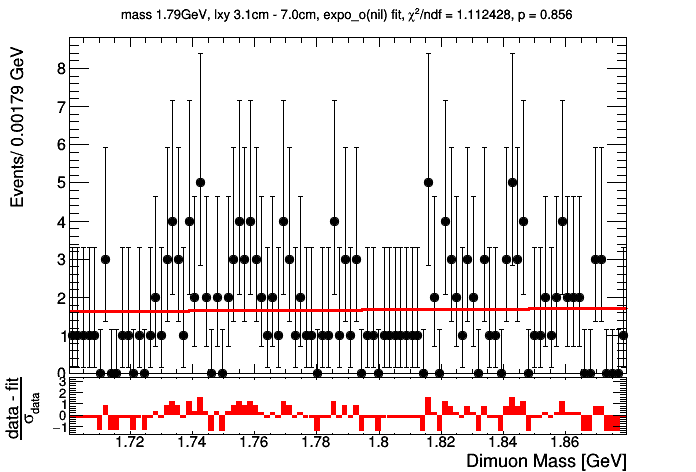 mass 1.79GeV, lxy 3.1cm - 7.0cm, expo_o(nil) fit, χ²/ndf = 1.112428, p = 0.856
Events/ 0.00179 GeV
8
7
6
5
4
3
2
1
0
data - fit
σdata
3
2
1
0
−1
1.72 1.74 1.76 1.78 1.8 1.82 1.84 1.86
Dimuon Mass [GeV]